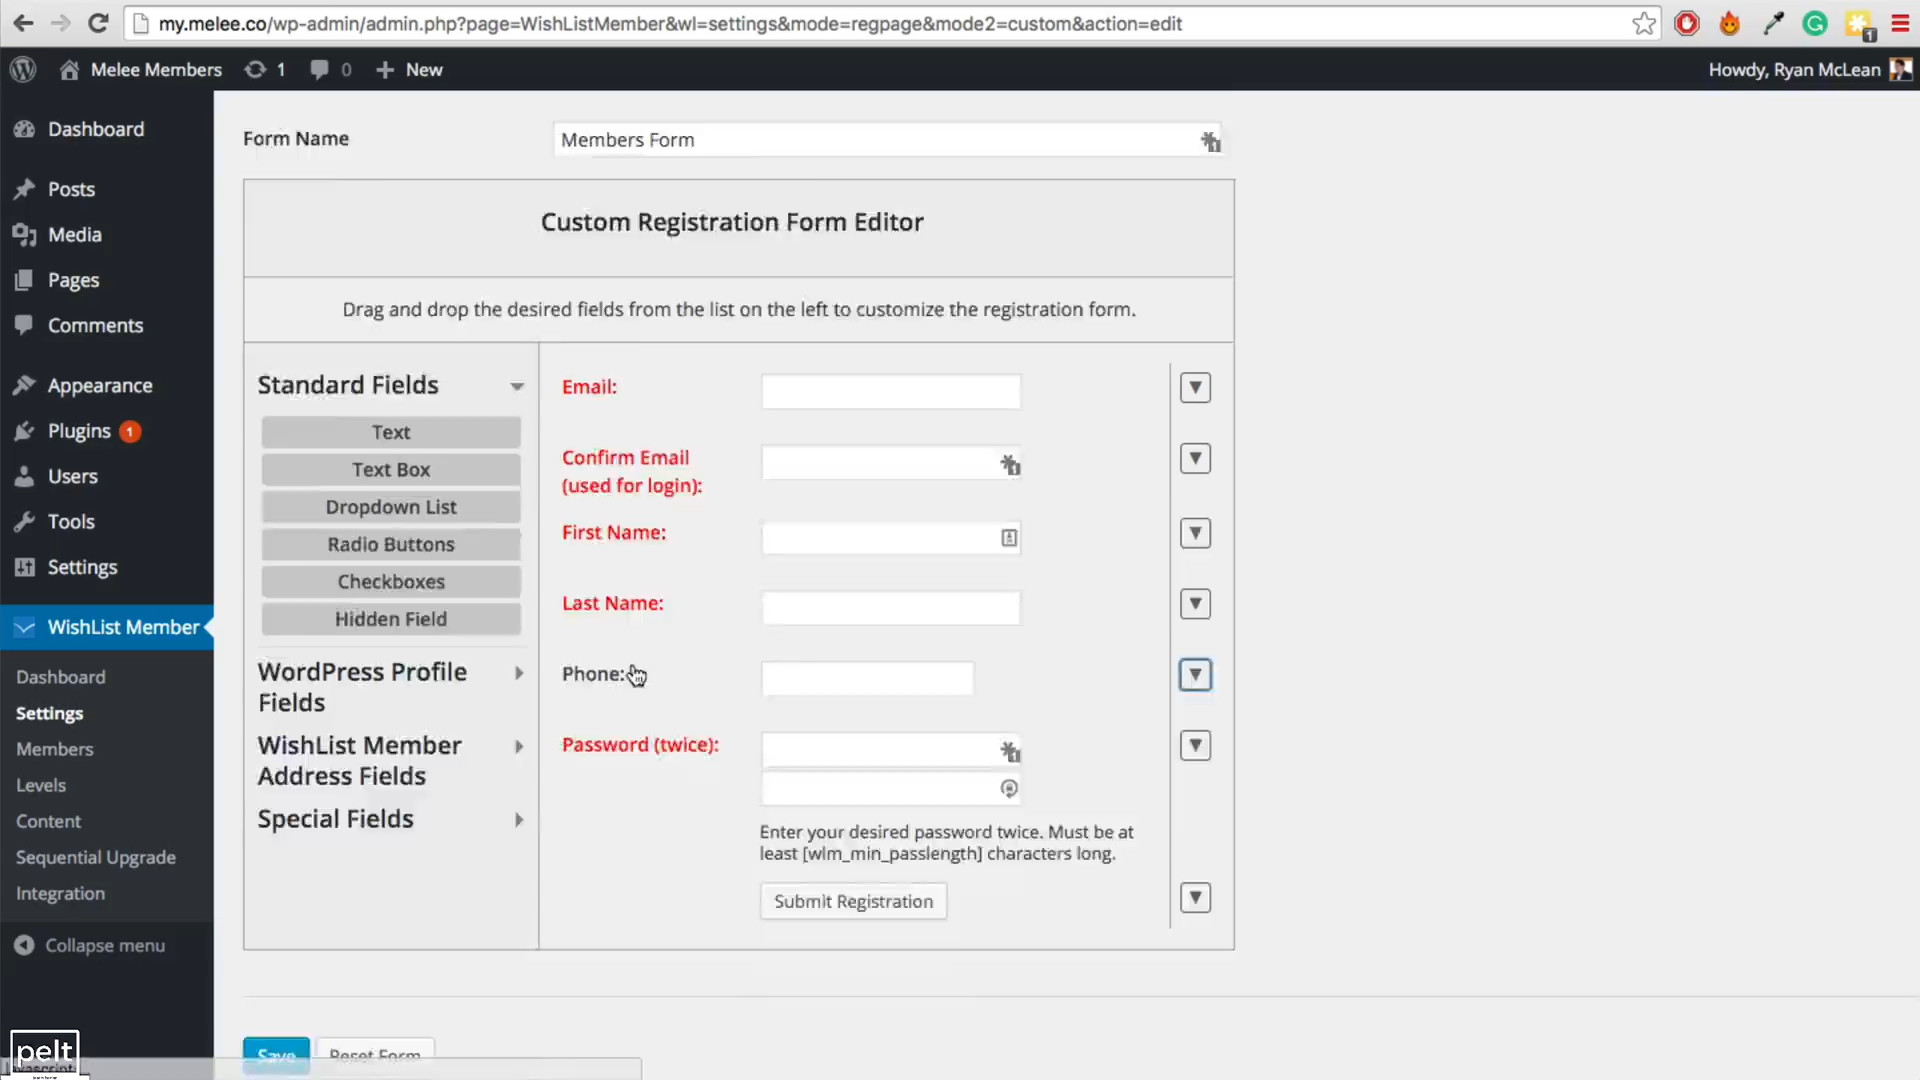 my.melee.co/wp-admin/admin.php?page=WishListMember&wl=settings&mode=regpage&mode2=custom&action=edit
1
Melee Members
1
0
New
Howdy, Ryan McLean
Dashboard
Posts
Media
Pages
Comments
Appearance
Plugins 1
Users
Tools
Settings
WishList Member
Dashboard
Settings
Members
Levels
Content
Sequential Upgrade
Integration
Collapse menu
Form Name
Members Form
Custom Registration Form Editor
Drag and drop the desired fields from the list on the left to customize the registration form.
Standard Fields
Text
Text Box
Dropdown List
Radio Buttons
Checkboxes
Hidden Field
WordPress Profile
Fields
WishList Member
Address Fields
Special Fields
Email:
Confirm Email
(used for login):
First Name:
Last Name:
Phone:
Password (twice):
Enter your desired password twice. Must be at
least [wlm_min_passlength] characters long.
Submit Registration
Save
Reset Form
pelt